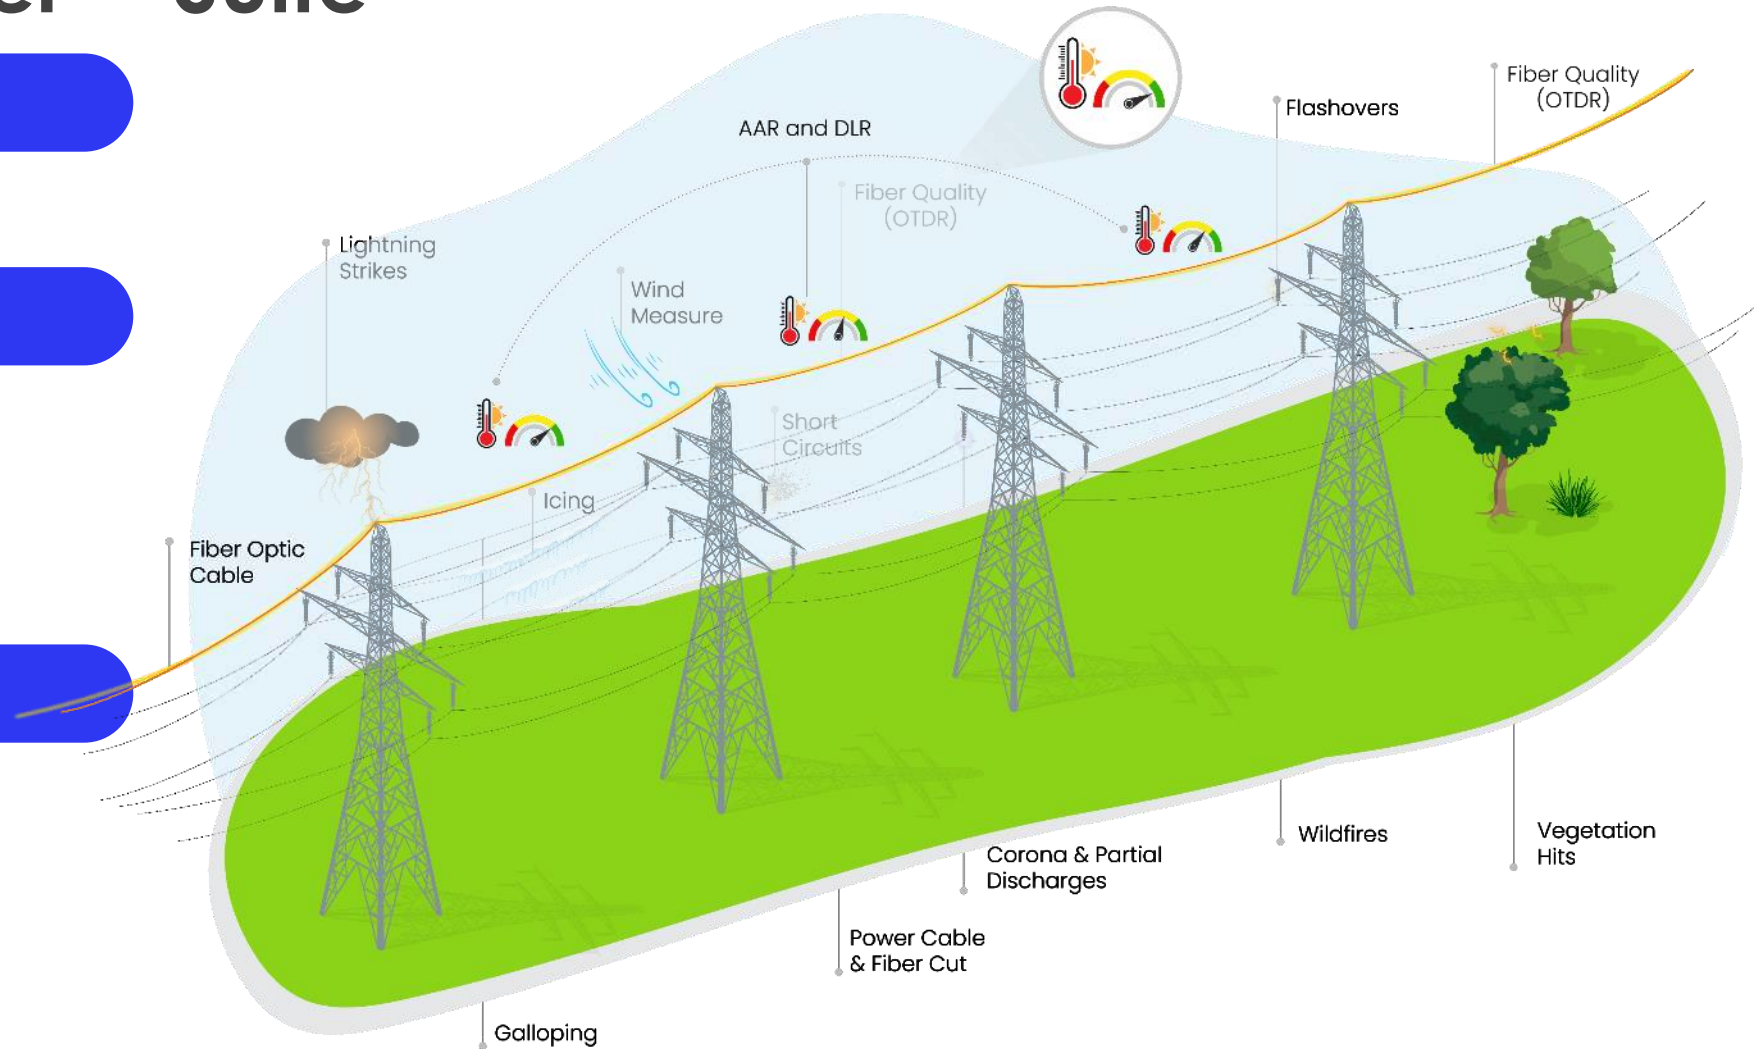 AAR and DLR
Fiber Quality
(OTDR)
Flashovers
Fiber Quality
(OTDR)
Lightning
Strikes
Wind
Measure
Short
Circuits
Icing
Fiber Optic
Cable
Wildfires
Vegetation
Hits
Corona & Partial
Discharges
Power Cable
& Fiber Cut
Galloping